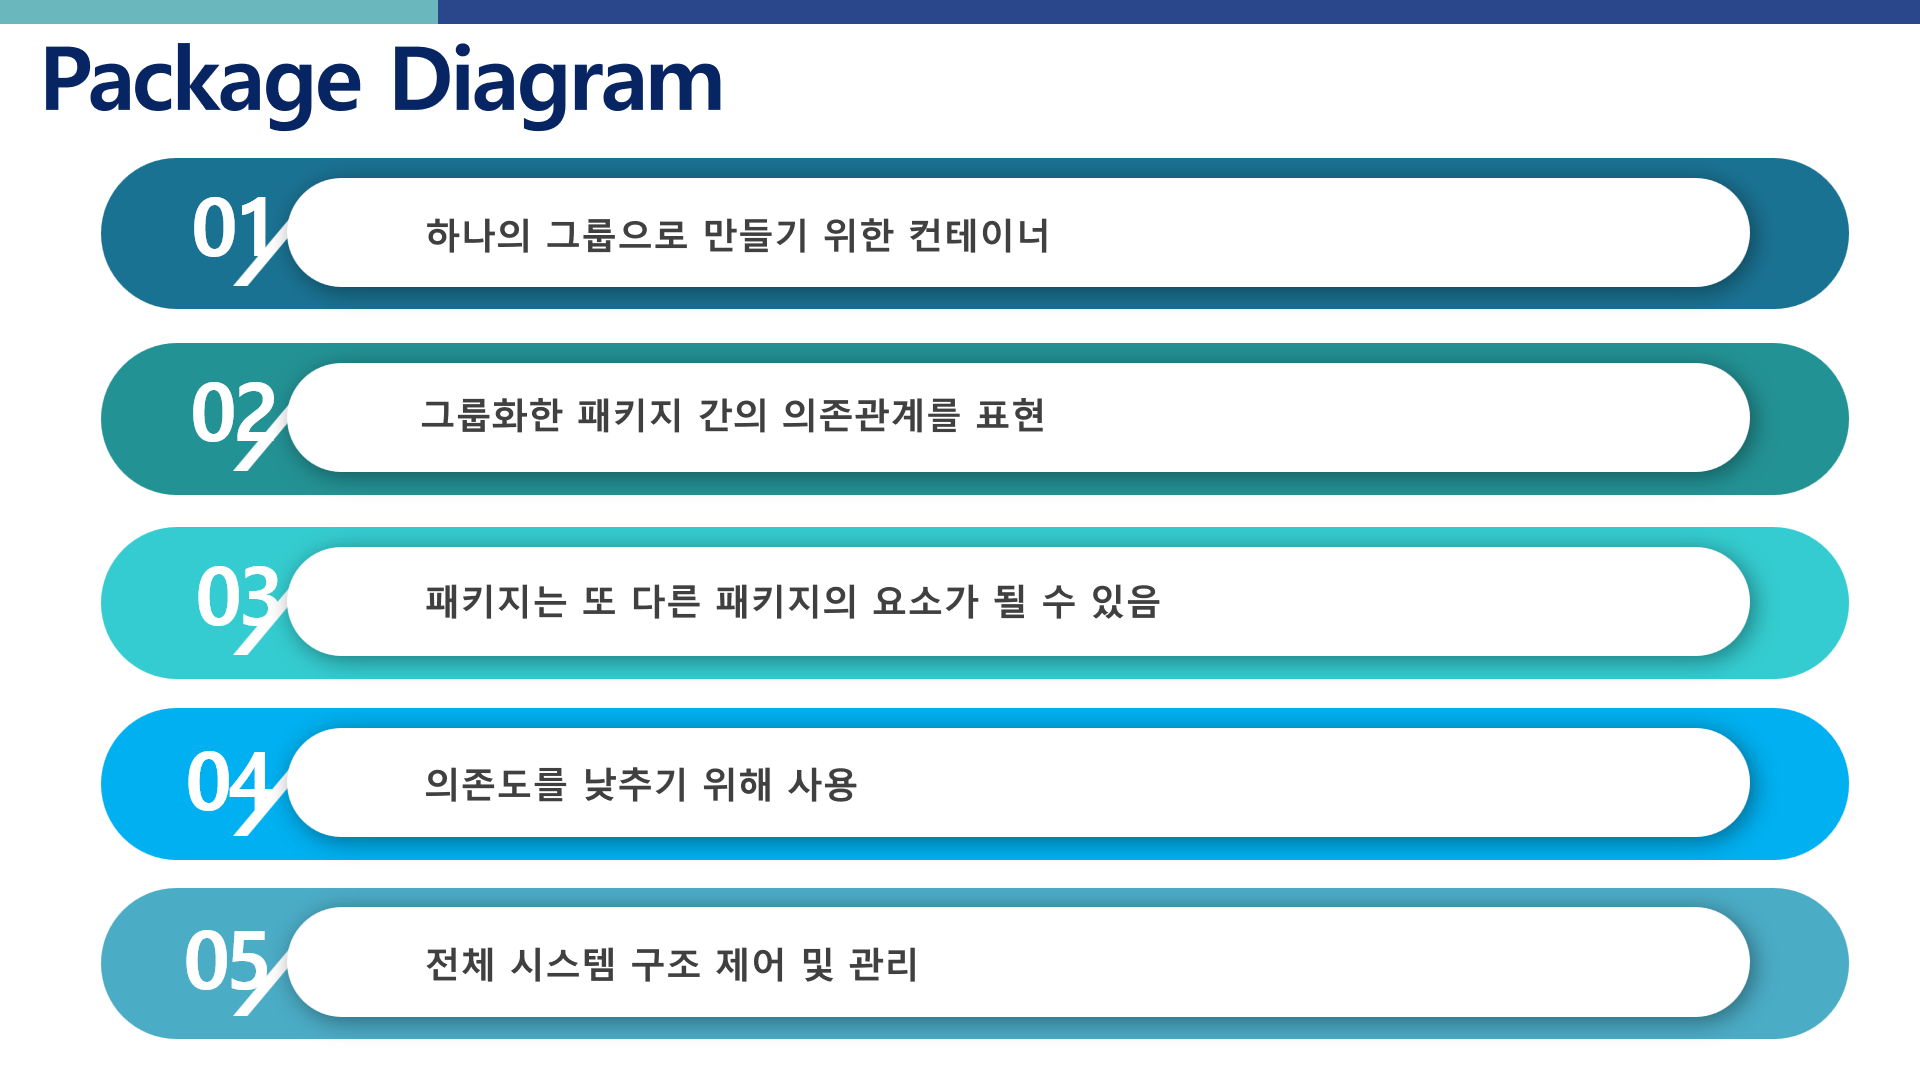 Package Diagram
01
하나의 그룹으로 만들기 위한 컨테이너
02
그룹화한 패키지 간의 의존관계를 표현
03
패키지는 또 다른 패키지의 요소가 될 수 있음
04
의존도를 낮추기 위해 사용
05
전체 시스템 구조 제어 및 관리